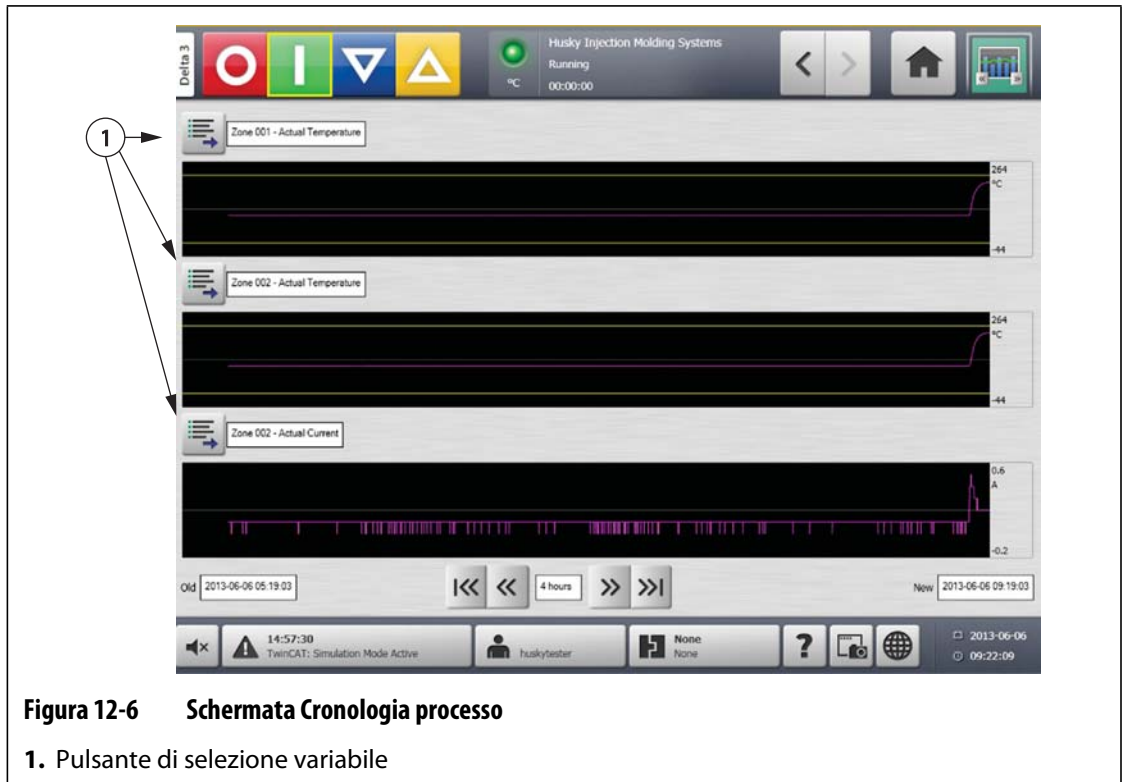 Delta 3
Husky Injection Molding Systems
Running
00:00:00
°C
1
Zone 001 - Actual Temperature
264
°C
-44
Zone 002 - Actual Temperature
264
°C
-44
Zone 002 - Actual Current
0.6
A
-0.2
Old 2013-06-06 05:19:03
4 hours
New 2013-06-06 09:19:03
14:57:30
TwinCAT: Simulation Mode Active
huskytester
None
None
?
2013-06-06
09:22:09
Figura 12-6 Schermata Cronologia processo
1. Pulsante di selezione variabile